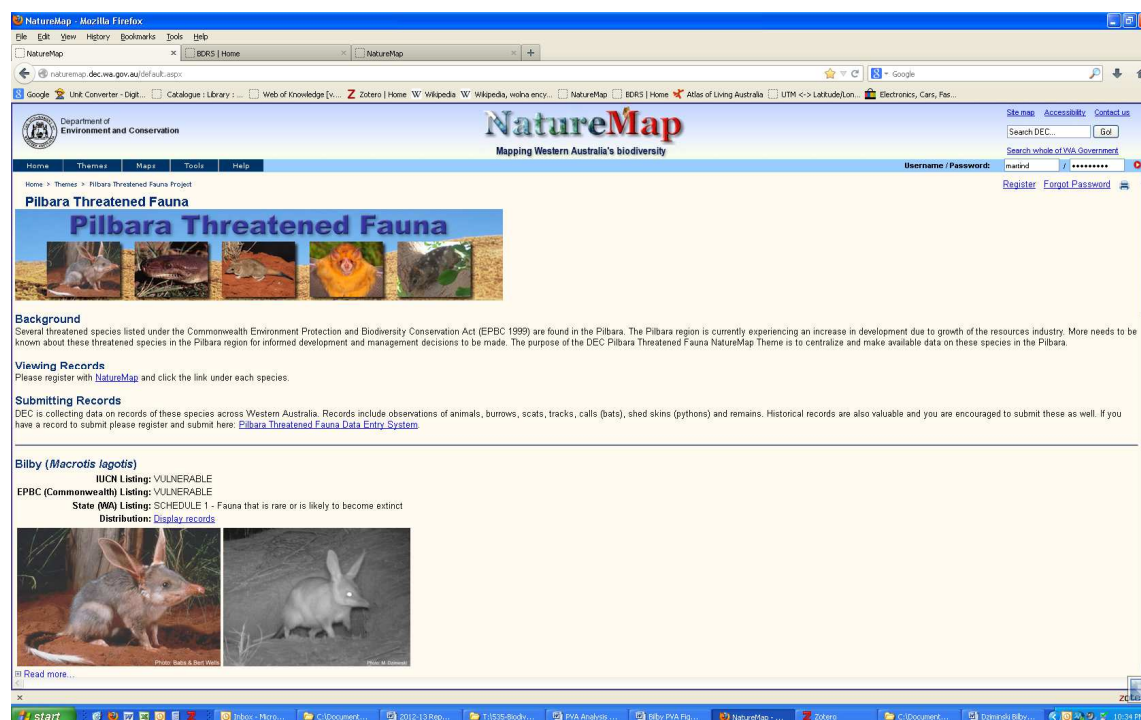 NatureMap - Mozilla Firefox
File Edit View History Bookmarks Tools Help
NatureMap × BDRS | Home × NatureMap × +
naturemap.dec.wa.gov.au/default.aspx Google
Google Unit Converter - Digit... Catalogue : Library : ... Web of Knowledge [v.... Zotero | Home Wikipedia Wikipedia, wolna ency... NatureMap BDRS | Home Atlas of Living Australia UTM <-> Latitude/Lon... Electronics, Cars, Fas...
Department of
Environment and Conservation
NatureMap
Mapping Western Australia's biodiversity
Site map Accessibility Contact us
Search DEC... Go!
Search whole of WA Government
Home Themes Maps Tools Help Username / Password: martind / •••••••••
Home > Themes > Pilbara Threatened Fauna Project
Register Forgot Password
Pilbara Threatened Fauna
Pilbara Threatened Fauna
Background
Several threatened species listed under the Commonwealth Environment Protection and Biodiversity Conservation Act (EPBC 1999) are found in the Pilbara. The Pilbara region is currently experiencing an increase in development due to growth of the resources industry. More needs to be
known about these threatened species in the Pilbara region for informed development and management decisions to be made. The purpose of the DEC Pilbara Threatened Fauna NatureMap Theme is to centralize and make available data on these species in the Pilbara.
Viewing Records
Please register with NatureMap and click the link under each species.
Submitting Records
DEC is collecting data on records of these species across Western Australia. Records include observations of animals, burrows, scats, tracks, calls (bats), shed skins (pythons) and remains. Historical records are also valuable and you are encouraged to submit these as well. If you
have a record to submit please register and submit here: Pilbara Threatened Fauna Data Entry System.
Bilby (Macrotis lagotis)
IUCN Listing: VULNERABLE
EPBC (Commonwealth) Listing: VULNERABLE
State (WA) Listing: SCHEDULE 1 - Fauna that is rare or is likely to become extinct
Distribution: Display records
Photo: Babs & Bert Wells
Photo: M.
Read more...
× zot
start Inbox - Micro... C:\Document... 2012-13 Rep... T:\535-Biodiv... PVA Analysis ... Bilby PVA Fig... NatureMap - ... Zotero C:\Document... Dziminski Bilby... 10:34